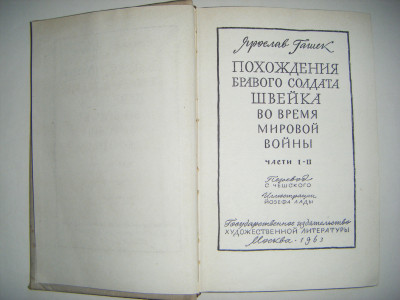 Ярослав Гашек
ПОХОЖДЕНИЯ
БРАВОГО СОЛДАТА
ШВЕЙКА
ВО ВРЕМЯ
МИРОВОЙ
ВОЙНЫ
ЧАСТИ I-II
Перевод
С ЧЕШСКОГО
Иллюстрации
ЙОЗЕФА ЛАДЫ
Государственное издательство
ХУДОЖЕСТВЕННОЙ ЛИТЕРАТУРЫ
Москва · 1963